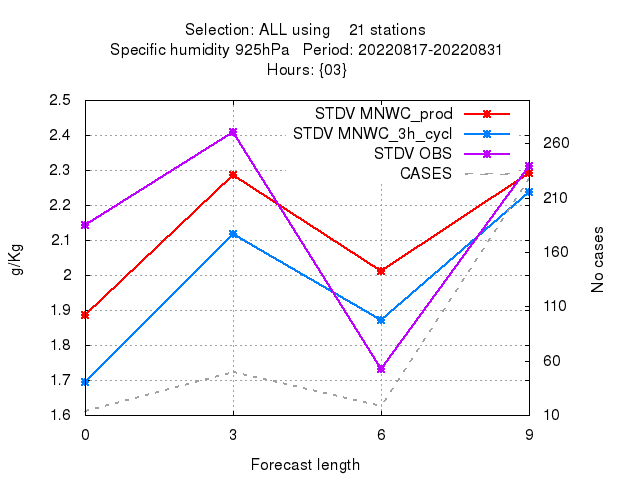 Selection: ALL using    21 stations
Specific humidity 925hPa   Period: 20220817-20220831
Hours: {03}
STDV MNWC_prod
STDV MNWC_3h_cycl
STDV OBS
CASES
2.5
2.4
2.3
2.2
2.1
2
1.9
1.8
1.7
1.6
g/Kg
260
210
160
110
60
10
No cases
0 3 6 9
Forecast length